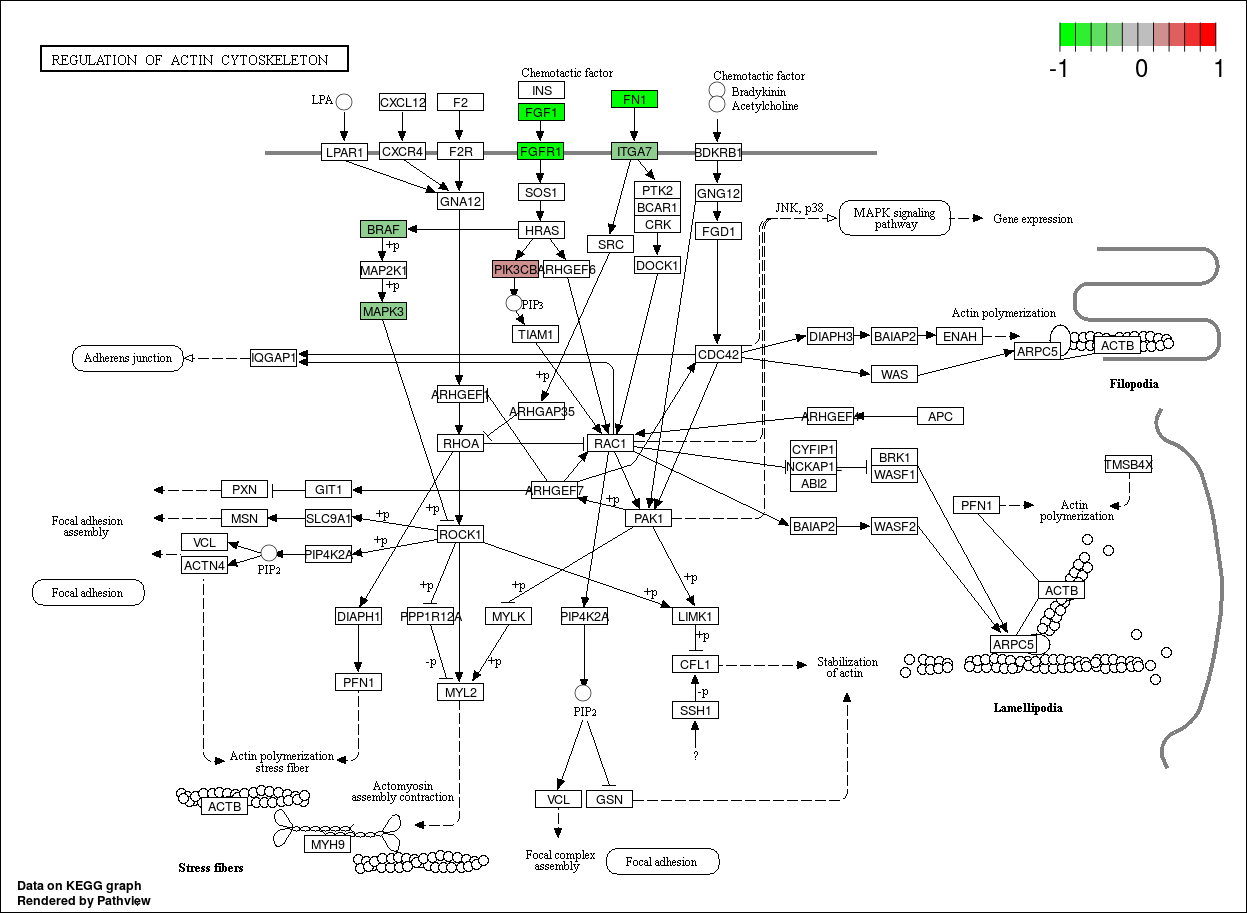 REGULATION OF ACTIN CYTOSKELETON
-1 0 1
Chemotactic factor
INS
FGF1
FN1
Chemotactic factor
Bradykinin
Acetylcholine
LPA
CXCL12
F2
LPAR1
CXCR4
F2R
FGFR1
ITGA7
BDKRB1
GNA12
SOS1
PTK2
BCAR1
CRK
GNG12
FGD1
JNK, p38
MAPK signaling
pathway
Gene expression
BRAF
HRAS
SRC
+p
MAP2K1
PIK3CB
ARHGEF6
DOCK1
+p
MAPK3
PIP3
TIAM1
Actin polymerization
DIAPH3
BAIAP2
ENAH
ARPC5
ACTB
Adherens junction
IQGAP1
CDC42
WAS
Filopodia
+p
ARHGEF1
ARHGAP35
ARHGEF4
APC
RHOA
RAC1
CYFIP1
NCKAP1
ABI2
BRK1
WASF1
TMSB4X
PXN
GIT1
ARHGEF7
+p
PFN1
Actin
polymerization
Focal adhesion
assembly
MSN
SLC9A1
+p
+p
PAK1
BAIAP2
WASF2
ROCK1
VCL
ACTN4
PIP2
PIP4K2A
+p
Focal adhesion
+p
+p
+p
+p
ACTB
DIAPH1
PPP1R12A
MYLK
PIP4K2A
LIMK1
+p
ARPC5
-p
+p
CFL1
Stabilization
of actin
PFN1
MYL2
-p
PIP2
SSH1
Lamellipodia
?
Actin polymerization
stress fiber
Actomyosin
assembly contraction
ACTB
VCL
GSN
MYH9
Stress fibers
Focal complex
assembly
Focal adhesion
Data on KEGG graph
Rendered by Pathview